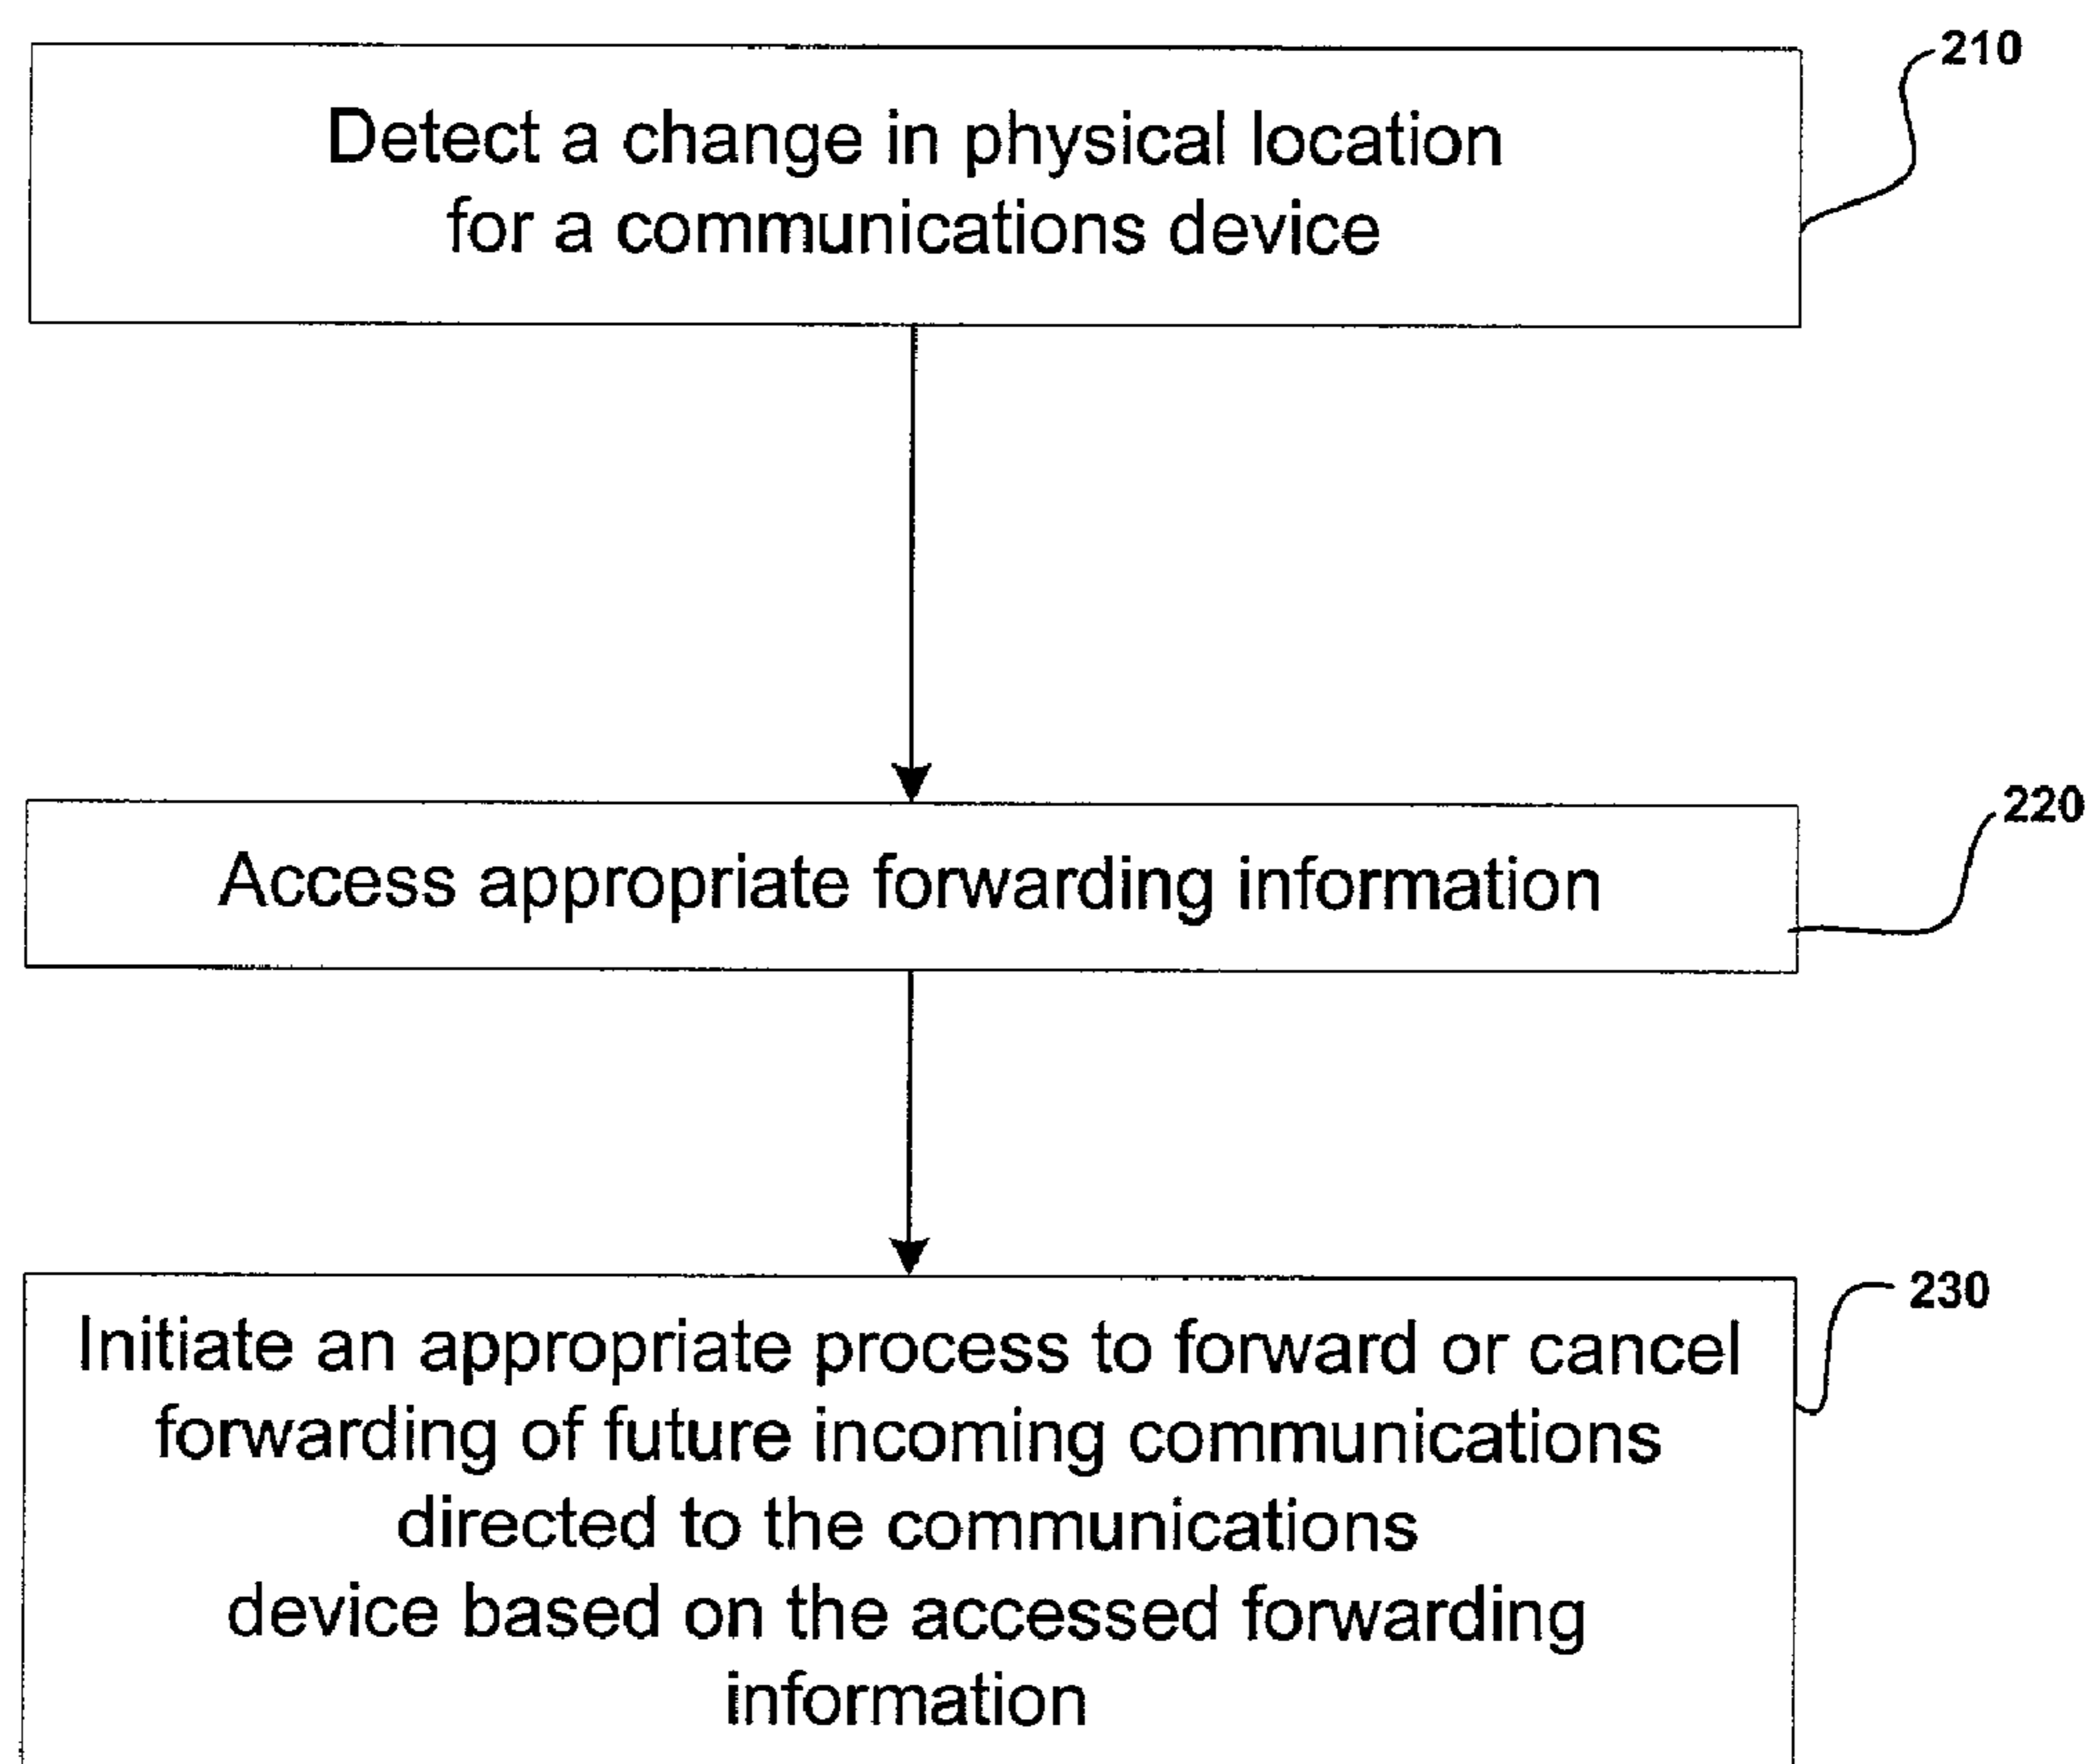 210
Detect a change in physical location
for a communications device
220
Access appropriate forwarding information
230
Initiate an appropriate process to forward or cancel
forwarding of future incoming communications
directed to the communications
device based on the accessed forwarding
information